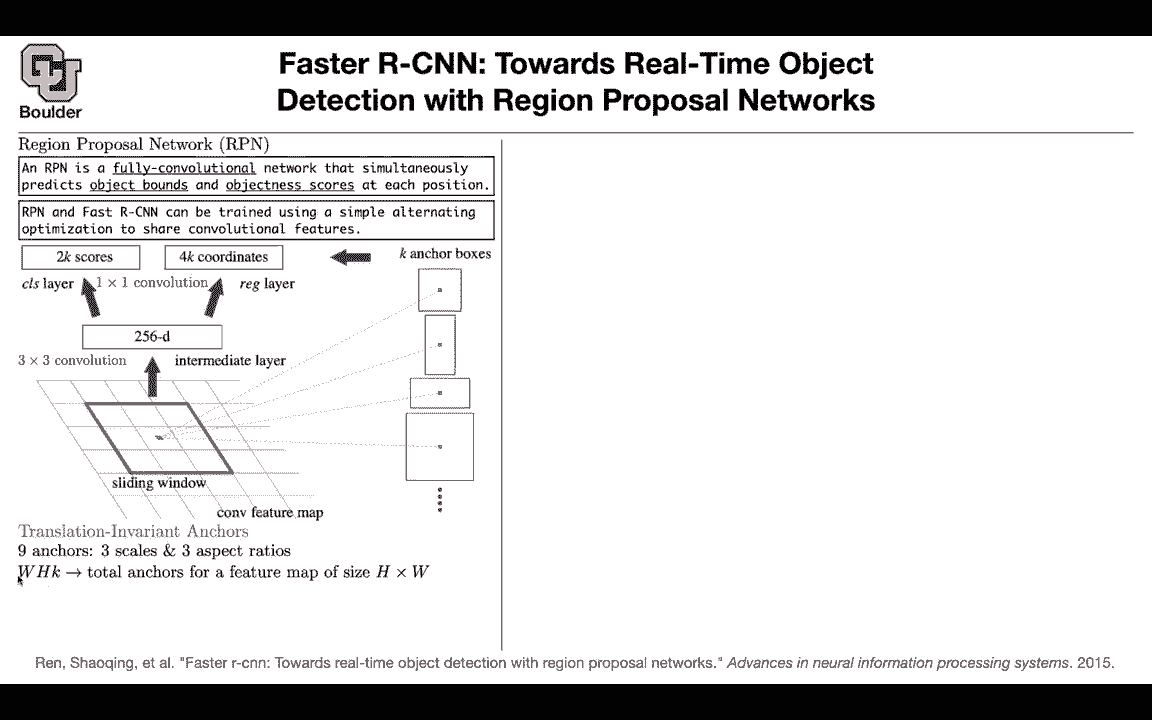 Boulder
Faster R-CNN: Towards Real-Time Object
Detection with Region Proposal Networks
Region Proposal Network (RPN)
An RPN is a fully-convolutional network that simultaneously
predicts object bounds and objectness scores at each position.
RPN and Fast R-CNN can be trained using a simple alternating
optimization to share convolutional features.
2k scores
4k coordinates
k anchor boxes
cls layer
1 × 1 convolution
reg layer
256-d
3 × 3 convolution
intermediate layer
sliding window
conv feature map
Translation-Invariant Anchors
9 anchors: 3 scales & 3 aspect ratios
WHk → total anchors for a feature map of size H × W
Ren, Shaoqing, et al. "Faster r-cnn: Towards real-time object detection with region proposal networks." Advances in neural information processing systems. 2015.